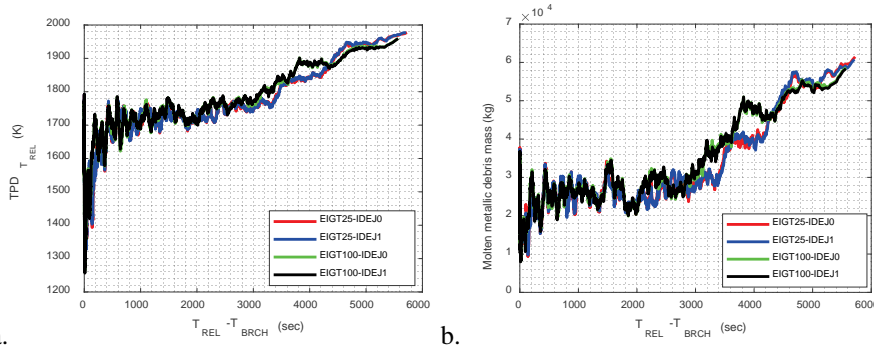 2000
1900
1800
1700
1600
1500
1400
1300
1200
TPD T_REL (K)
EIGT25-IDEJ0
EIGT25-IDEJ1
EIGT100-IDEJ0
EIGT100-IDEJ1
0 1000 2000 3000 4000 5000 6000
T_REL -T_BRCH (sec)
a.
7 × 10^4
6
5
4
3
2
1
0
Molten metallic debris mass (kg)
EIGT25-IDEJ0
EIGT25-IDEJ1
EIGT100-IDEJ0
EIGT100-IDEJ1
0 1000 2000 3000 4000 5000 6000
T_REL -T_BRCH (sec)
b.